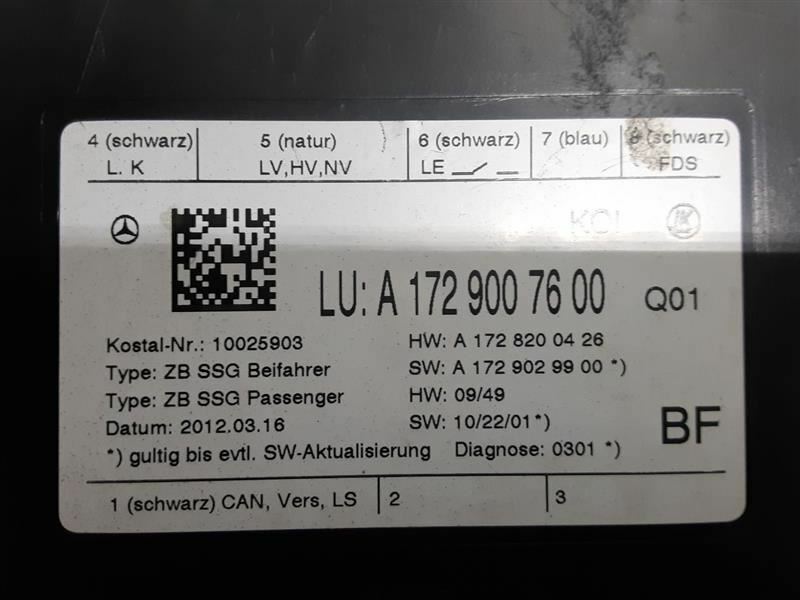 4 (schwarz) 5 (natur) 6 (schwarz) 7 (blau) 8 (schwarz)
L. K LV,HV,NV LE FDS
LU: A 172 900 76 00 Q01
Kostal-Nr.: 10025903 HW: A 172 820 04 26
Type: ZB SSG Beifahrer SW: A 172 902 99 00 *)
Type: ZB SSG Passenger HW: 09/49
Datum: 2012.03.16 SW: 10/22/01*)
BF
*) gultig bis evtl. SW-Aktualisierung Diagnose: 0301 *)
1 (schwarz) CAN, Vers, LS 2 3